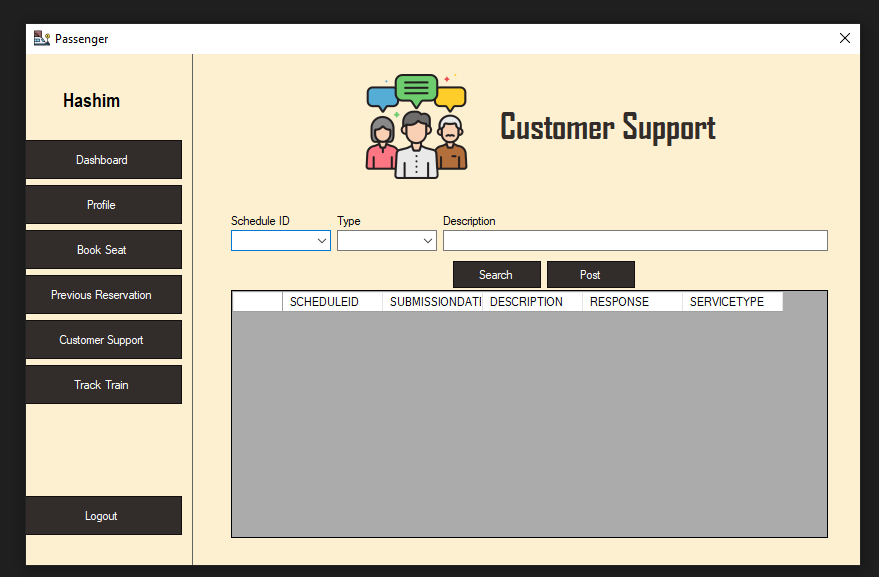 Passenger
Hashim
Customer Support
Dashboard
Profile
Book Seat
Previous Reservation
Customer Support
Track Train
Logout
Schedule ID Type Description
Search Post
SCHEDULEID SUBMISSIONDATI DESCRIPTION RESPONSE SERVICETYPE